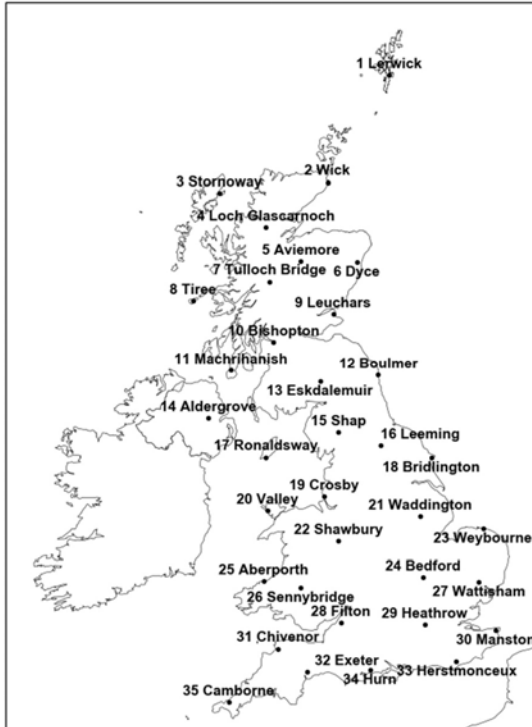 1 Lerwick
2 Wick
3 Stornoway
4 Loch Glascarnoch
5 Aviemore
6 Dyce
7 Tulloch Bridge
8 Tiree
9 Leuchars
10 Bishopton
11 Machrihanish
12 Boulmer
13 Eskdalemuir
14 Aldergrove
15 Shap
16 Leeming
17 Ronaldsway
18 Bridlington
19 Crosby
20 Valley
21 Waddington
22 Shawbury
23 Weybourne
24 Bedford
25 Aberporth
26 Sennybridge
27 Wattisham
28 Filton
29 Heathrow
30 Manston
31 Chivenor
32 Exeter
33 Herstmonceux
34 Hurn
35 Camborne